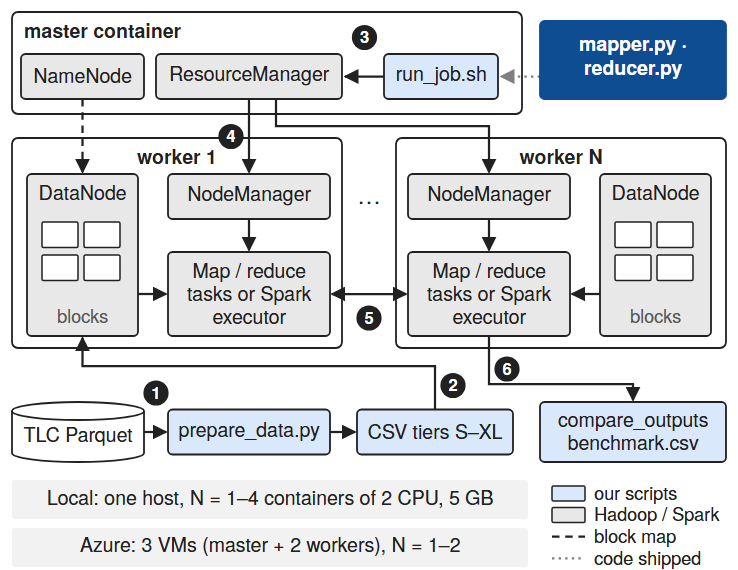 master container
3
mapper.py ·
reducer.py
NameNode
ResourceManager
run_job.sh
4
worker 1
worker N
DataNode
NodeManager
...
NodeManager
DataNode
Map / reduce
tasks or Spark
executor
Map / reduce
tasks or Spark
executor
blocks
5
blocks
1
2
6
TLC Parquet
prepare_data.py
CSV tiers S–XL
compare_outputs
benchmark.csv
Local: one host, N = 1–4 containers of 2 CPU, 5 GB
Azure: 3 VMs (master + 2 workers), N = 1–2
our scripts
Hadoop / Spark
block map
code shipped